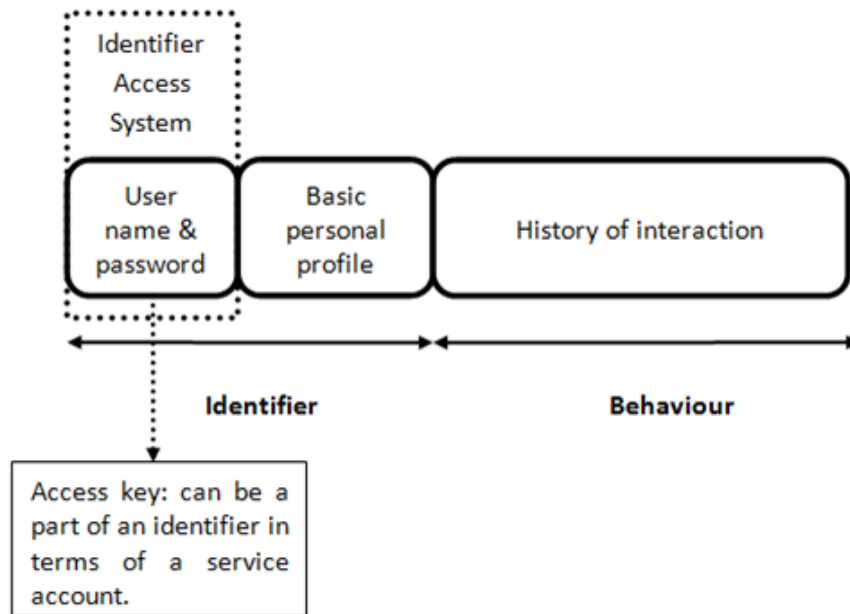 Identifier
Access
System
User
name &
password
Basic
personal
profile
History of interaction
Identifier
Behaviour
Access key: can be a
part of an identifier in
terms of a service
account.